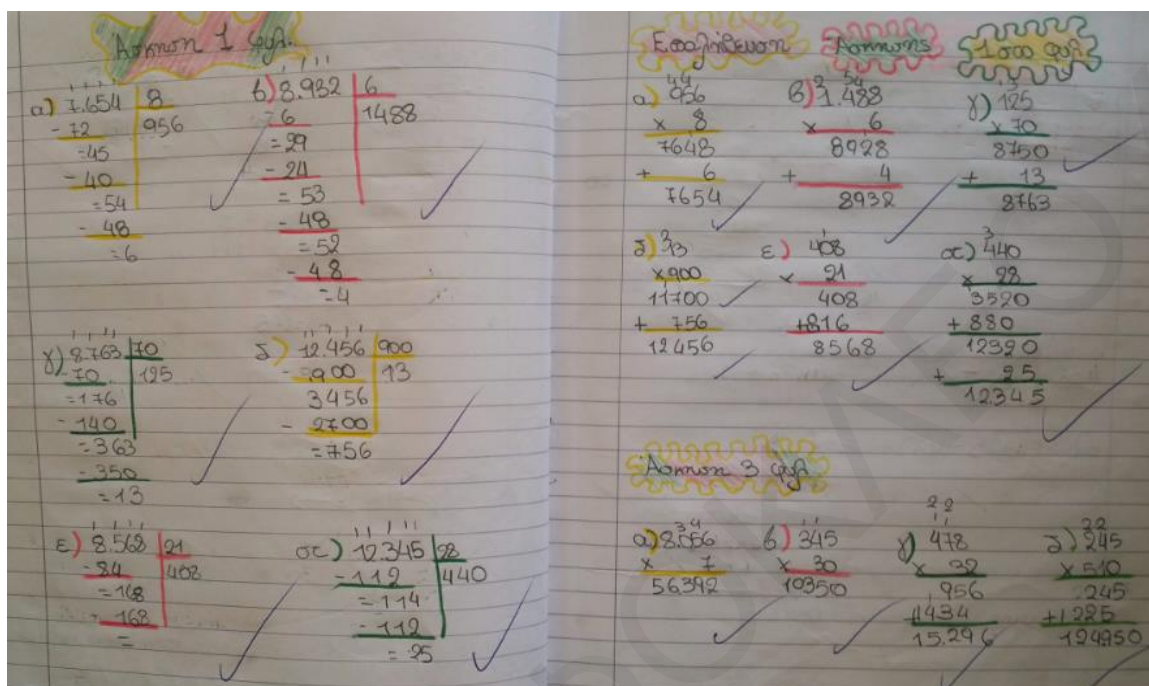 Άσκηση 1 φυλ.
α) 7.654 8
- 72 956
=45
- 40
=54
- 48
=6
β) 8.932 6
- 6 1488
=29
- 24
=53
- 48
=52
- 48
=4
γ) 8.763 70
- 70 125
=176
- 140
=363
- 350
=13
δ) 12.456 900
- 900 13
3456
- 2700
=756
ε) 8.568 21
- 84 408
=168
- 168
=
στ) 12.345 28
- 112 440
=114
- 112
=25
Επαλήθευση Άσκησης 1 φυλ.
α) 956
x 8
7648
+ 6
7654
β) 1.488
x 6
8928
+ 4
8932
γ) 125
x 70
8750
+ 13
8763
δ) 13
x 900
11700
+ 756
12456
ε) 408
x 21
408
+816
8568
στ) 440
x 28
3520
+ 880
12320
+ 25
12345
Άσκηση 3 φυλ.
α) 8.056
x 7
56.392
β) 345
x 30
10350
γ) 478
x 32
956
1434
15.296
δ) 245
x 510
245
+1225
124950